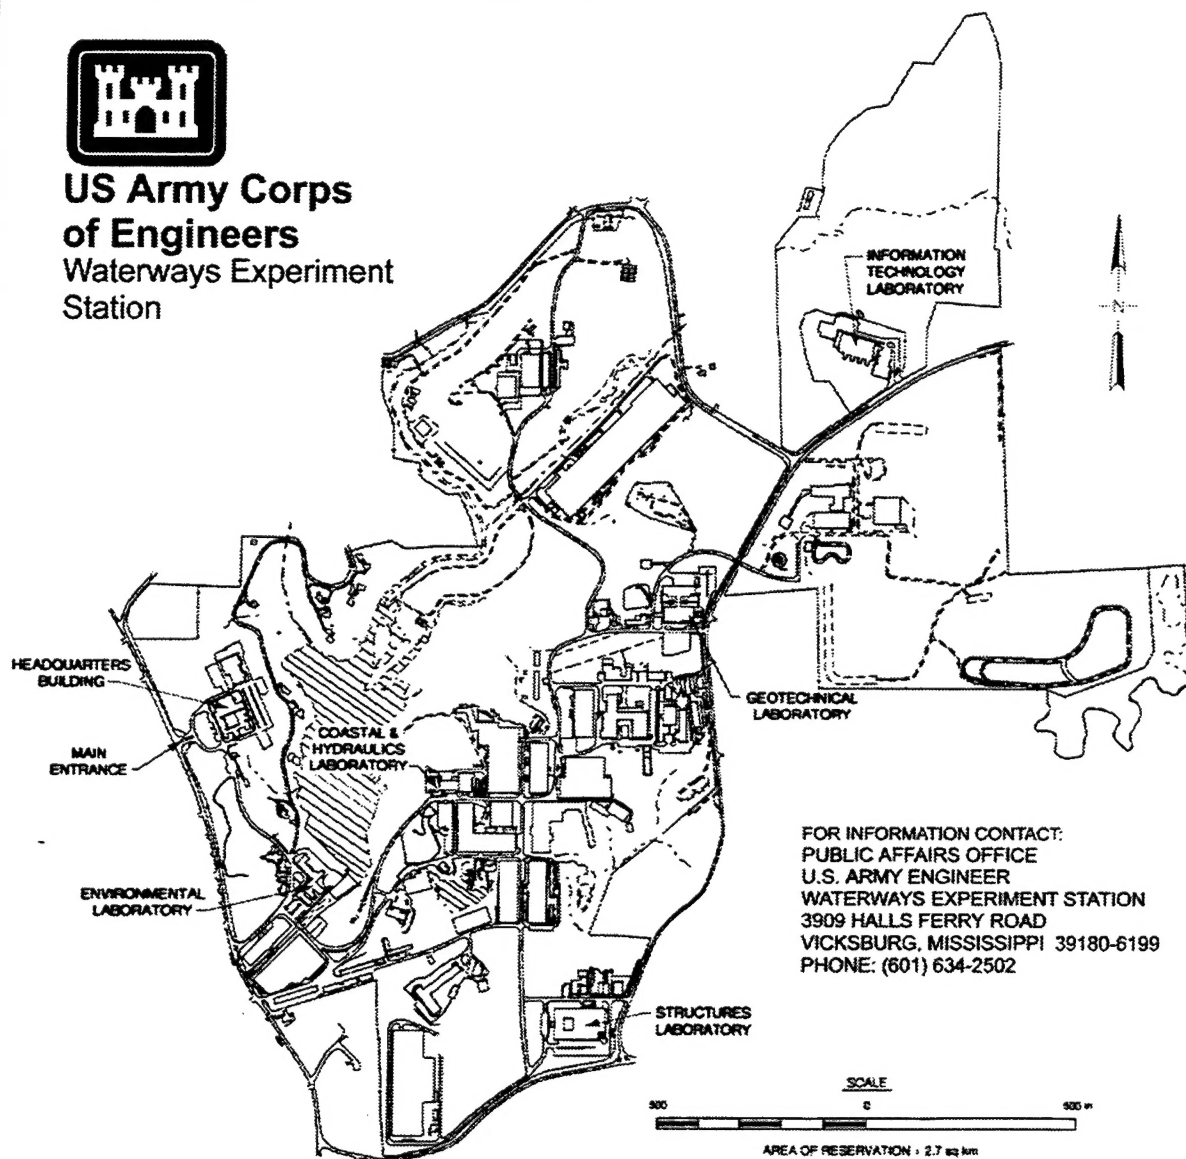 US Army Corps
of Engineers
Waterways Experiment
Station
INFORMATION
TECHNOLOGY
LABORATORY
N
HEADQUARTERS
BUILDING
MAIN
ENTRANCE
COASTAL &
HYDRAULICS
LABORATORY
GEOTECHNICAL
LABORATORY
ENVIRONMENTAL
LABORATORY
FOR INFORMATION CONTACT:
PUBLIC AFFAIRS OFFICE
U.S. ARMY ENGINEER
WATERWAYS EXPERIMENT STATION
3909 HALLS FERRY ROAD
VICKSBURG, MISSISSIPPI 39180-6199
PHONE: (601) 634-2502
STRUCTURES
LABORATORY
SCALE
500 0 500 m
AREA OF RESERVATION : 2.7 sq km